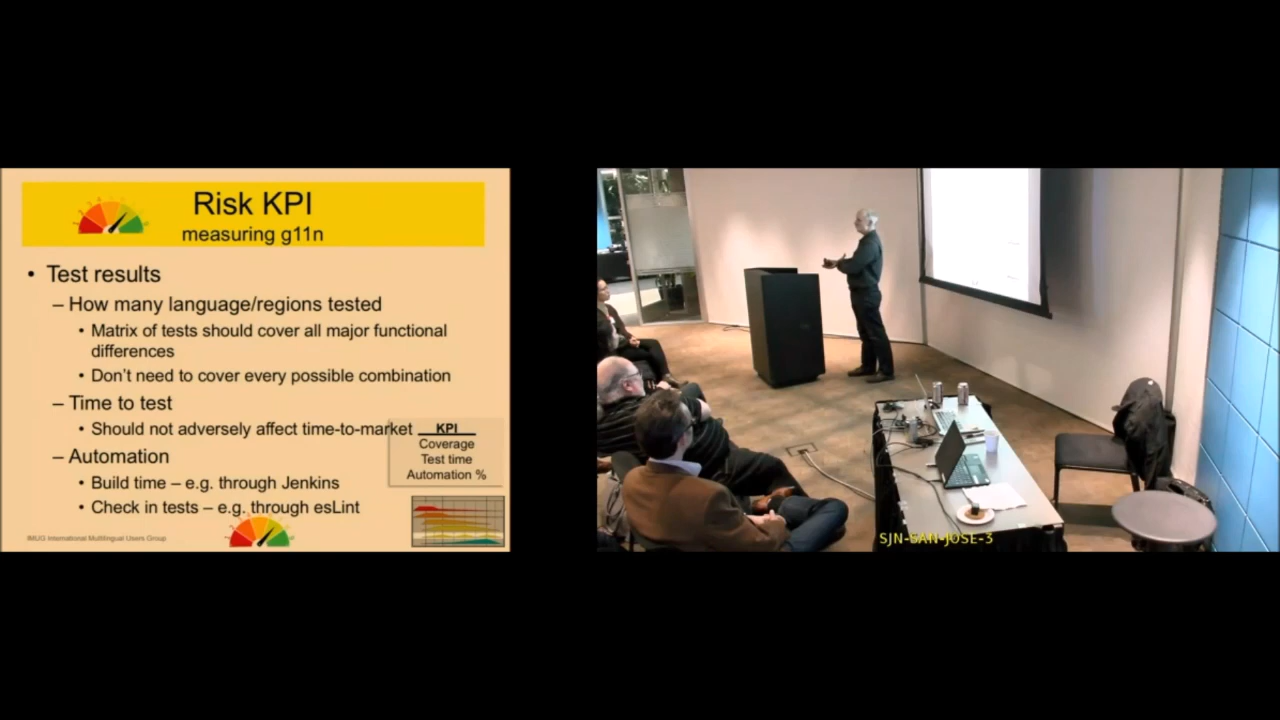 Risk KPI
measuring g11n
• Test results
– How many language/regions tested
• Matrix of tests should cover all major functional
differences
• Don't need to cover every possible combination
– Time to test
• Should not adversely affect time-to-market
– Automation
• Build time – e.g. through Jenkins
• Check in tests – e.g. through esLint
KPI
Coverage
Test time
Automation %
IMUG International Multilingual Users Group
SJN-SAN-JOSE-3